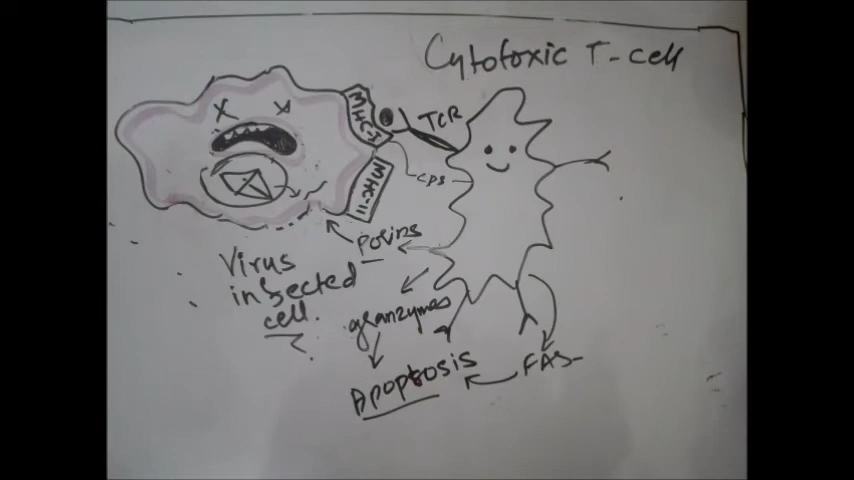 Cytotoxic T-cell
MHC-I
TCR
MHC-II
CD8
Porins
Virus
infected
cell.
granzymes
Apoptosis
FAS